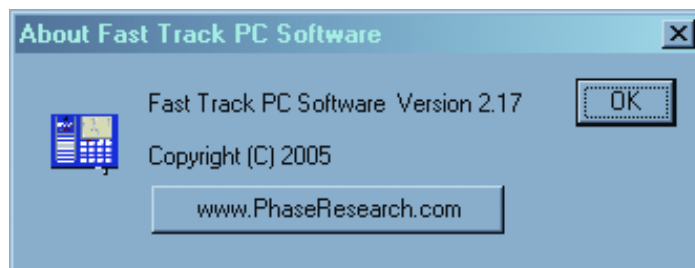 About Fast Track PC Software
Fast Track PC Software Version 2.17
OK
Copyright (C) 2005
www.PhaseResearch.com